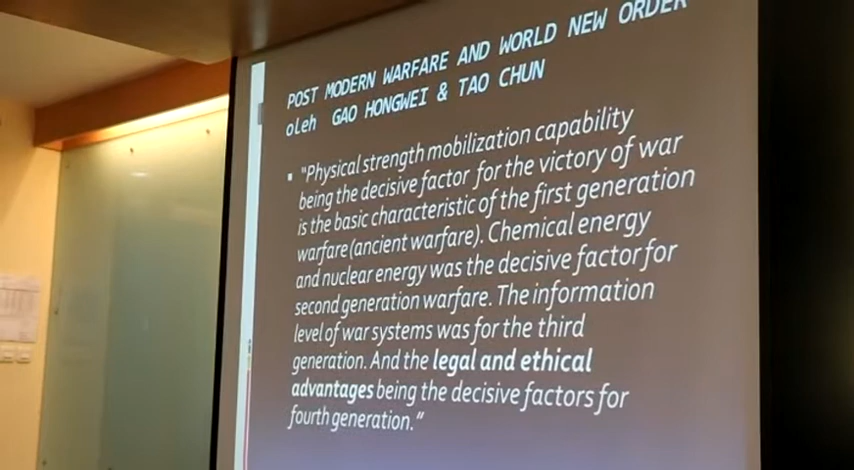 POST MODERN WARFARE AND WORLD NEW ORDER
oleh GAO HONGWEI & TAO CHUN
▪ "Physical strength mobilization capability
being the decisive factor for the victory of war
is the basic characteristic of the first generation
warfare (ancient warfare). Chemical energy
and nuclear energy was the decisive factor for
second generation warfare. The information
level of war systems was for the third
generation. And the legal and ethical
advantages being the decisive factors for
fourth generation."